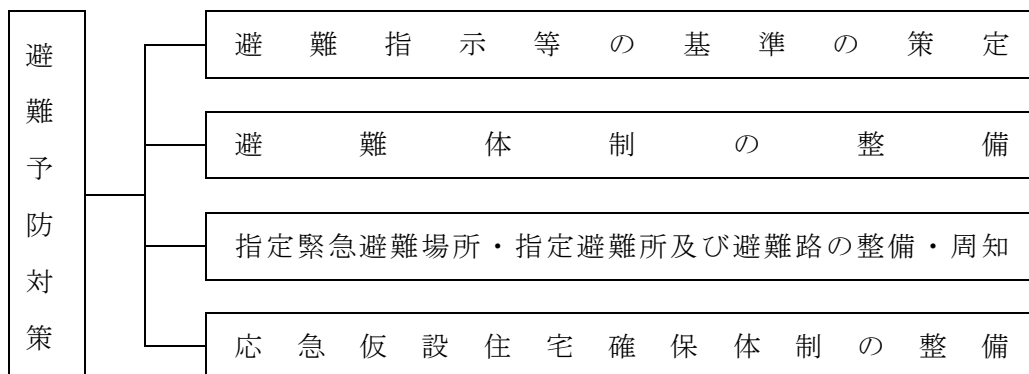 避難予防対策
避難指示等の基準の策定
避難体制の整備
指定緊急避難場所・指定避難所及び避難路の整備・周知
応急仮設住宅確保体制の整備